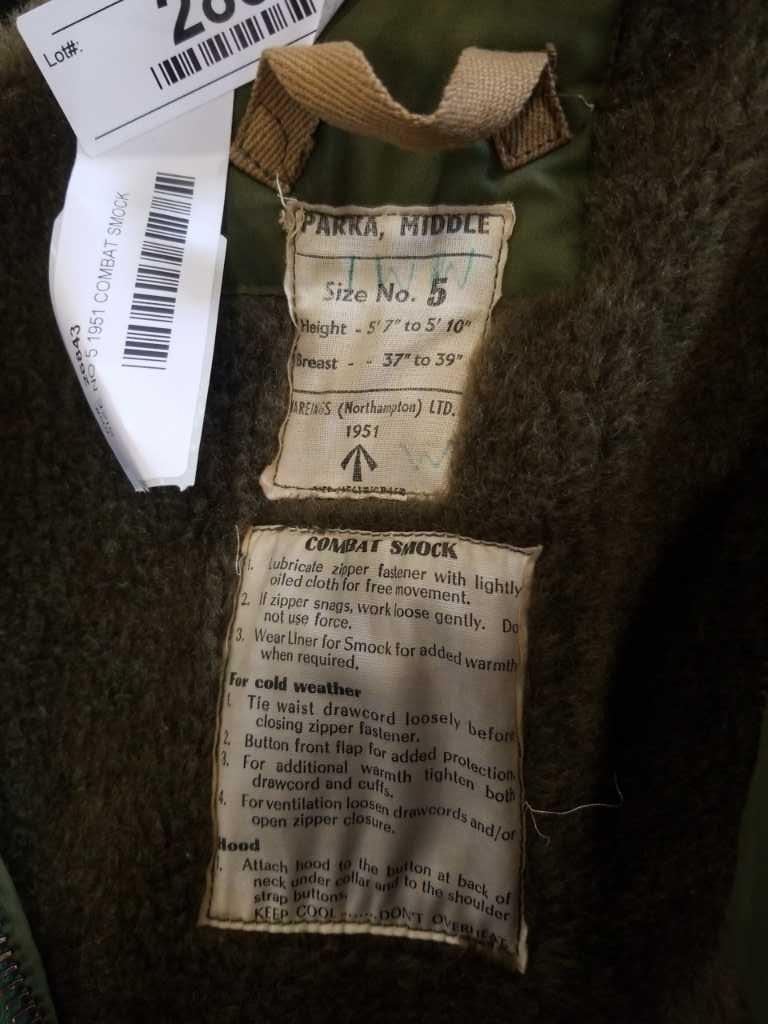 Lot#:
NO 5 1951 COMBAT SMOCK
PARKA, MIDDLE
Size No. 5
Height - 5' 7" to 5' 10"
Breast - - 37" to 39"
(Northampton) LTD.
1951
COMBAT SMOCK
1. Lubricate zipper fastener with lightly
oiled cloth for free movement.
2. If zipper snags, work loose gently. Do
not use force.
3. Wear Liner for Smock for added warmth
when required.
For cold weather
1. Tie waist drawcord loosely before
closing zipper fastener.
2. Button front flap for added protection.
3. For additional warmth tighten both
drawcord and cuffs.
4. For ventilation loosen drawcords and/or
open zipper closure.
Hood
1. Attach hood to the button at back of
neck under collar and to the shoulder
strap buttons.
KEEP COOL......DON'T OVERHEAT